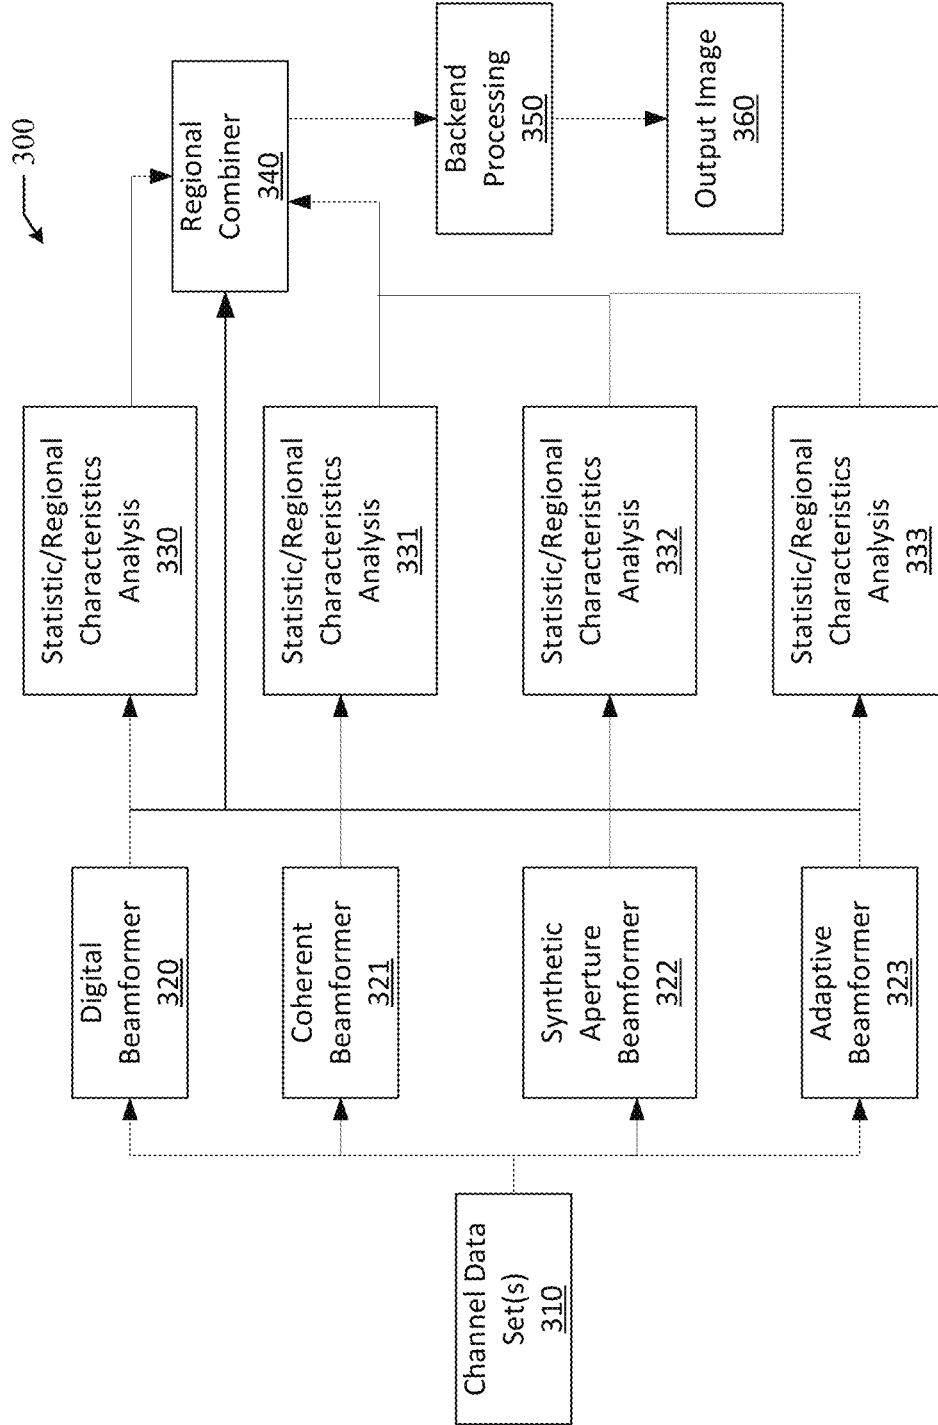 300
Channel Data
Set(s)
310
Digital
Beamformer
320
Coherent
Beamformer
321
Synthetic
Aperture
Beamformer
322
Adaptive
Beamformer
323
Statistic/Regional
Characteristics
Analysis
330
Statistic/Regional
Characteristics
Analysis
331
Statistic/Regional
Characteristics
Analysis
332
Statistic/Regional
Characteristics
Analysis
333
Regional
Combiner
340
Backend
Processing
350
Output Image
360